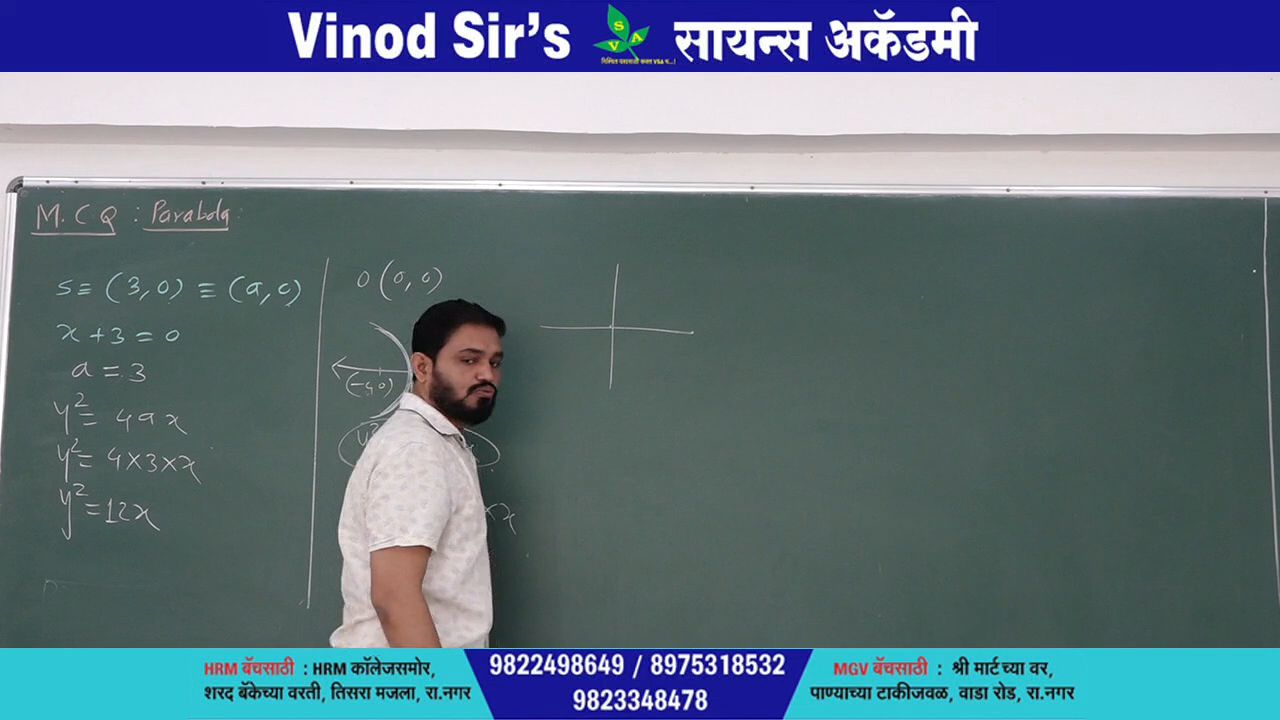 Vinod Sir's SVA सायन्स अकॅडमी
M.C Q : Parabola
S ≡ (3,0) ≡ (a,0)
x + 3 = 0
a = 3
y² = 4ax
y² = 4×3×x
y² = 12x
O (0,0)
HRM बॅचसाठी : HRM कॉलेजसमोर,
शरद बँकेच्या वरती, तिसरा मजला, रा.नगर
9822498649 / 8975318532
9823348478
MGV बॅचसाठी : श्री मार्टच्या वर,
पाण्याच्या टाकीजवळ, वाडा रोड, रा.नगर